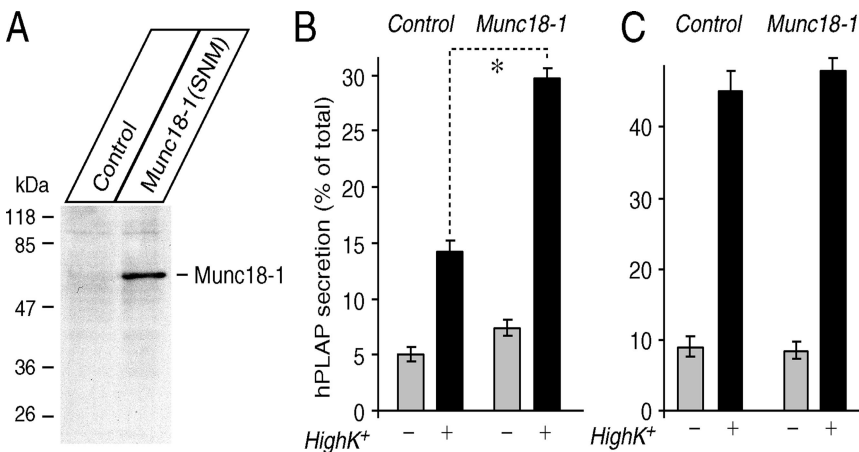 A
Control
Munc18-1(SNM)
kDa
118
85
47
36
26
Munc18-1
B
Control Munc18-1
*
hPLAP secretion (% of total)
30
25
20
15
10
5
0
HighK+ − + − +
C
Control Munc18-1
40
30
20
10
0
HighK+ − + − +